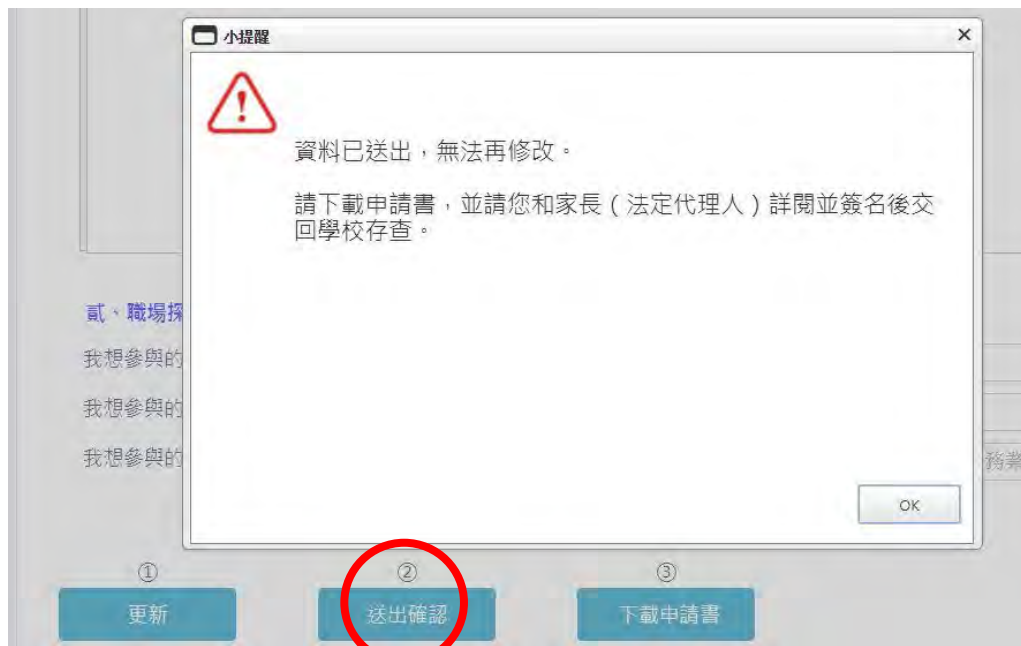 小提醒
資料已送出，無法再修改。
請下載申請書，並請您和家長（法定代理人）詳閱並簽名後交
回學校存查。
OK
貳、職場探
我想參與的
我想參與的
我想參與的
務業
① ② ③
更新 送出確認 下載申請書